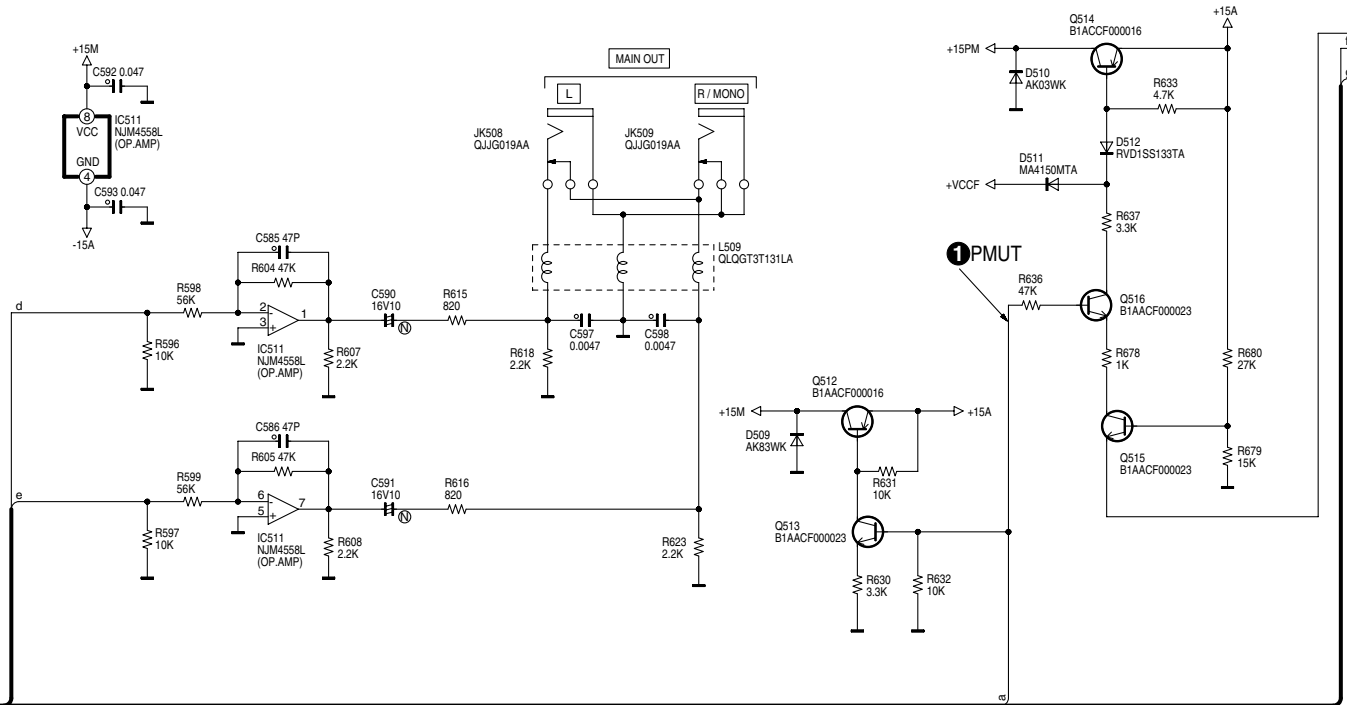 +15M
C592 0.047
8
VCC
IC511
NJM4558L
(OP.AMP)
GND
4
C593 0.047
-15A
MAIN OUT
L
R / MONO
JK508
QJJG019AA
JK509
QJJG019AA
L509
QLQGT3T131LA
C585 47P
R604 47K
d
R598
56K
2 -
3 +
1
IC511
NJM4558L
(OP.AMP)
R596
10K
R607
2.2K
C590
16V10
N
R615
820
R618
2.2K
C597
0.0047
C598
0.0047
C586 47P
R605 47K
e
R599
56K
6 -
5 +
7
IC511
NJM4558L
(OP.AMP)
R597
10K
R608
2.2K
C591
16V10
N
R616
820
R623
2.2K
Q512
B1AACF000016
+15M
+15A
D509
AK83WK
R631
10K
Q513
B1AACF000023
R630
3.3K
R632
10K
a
1 PMUT
Q514
B1ACCF000016
+15A
+15PM
D510
AK03WK
R633
4.7K
D512
RVD1SS133TA
D511
MA4150MTA
+VCCF
R637
3.3K
R636
47K
Q516
B1AACF000023
R678
1K
R680
27K
Q515
B1AACF000023
R679
15K